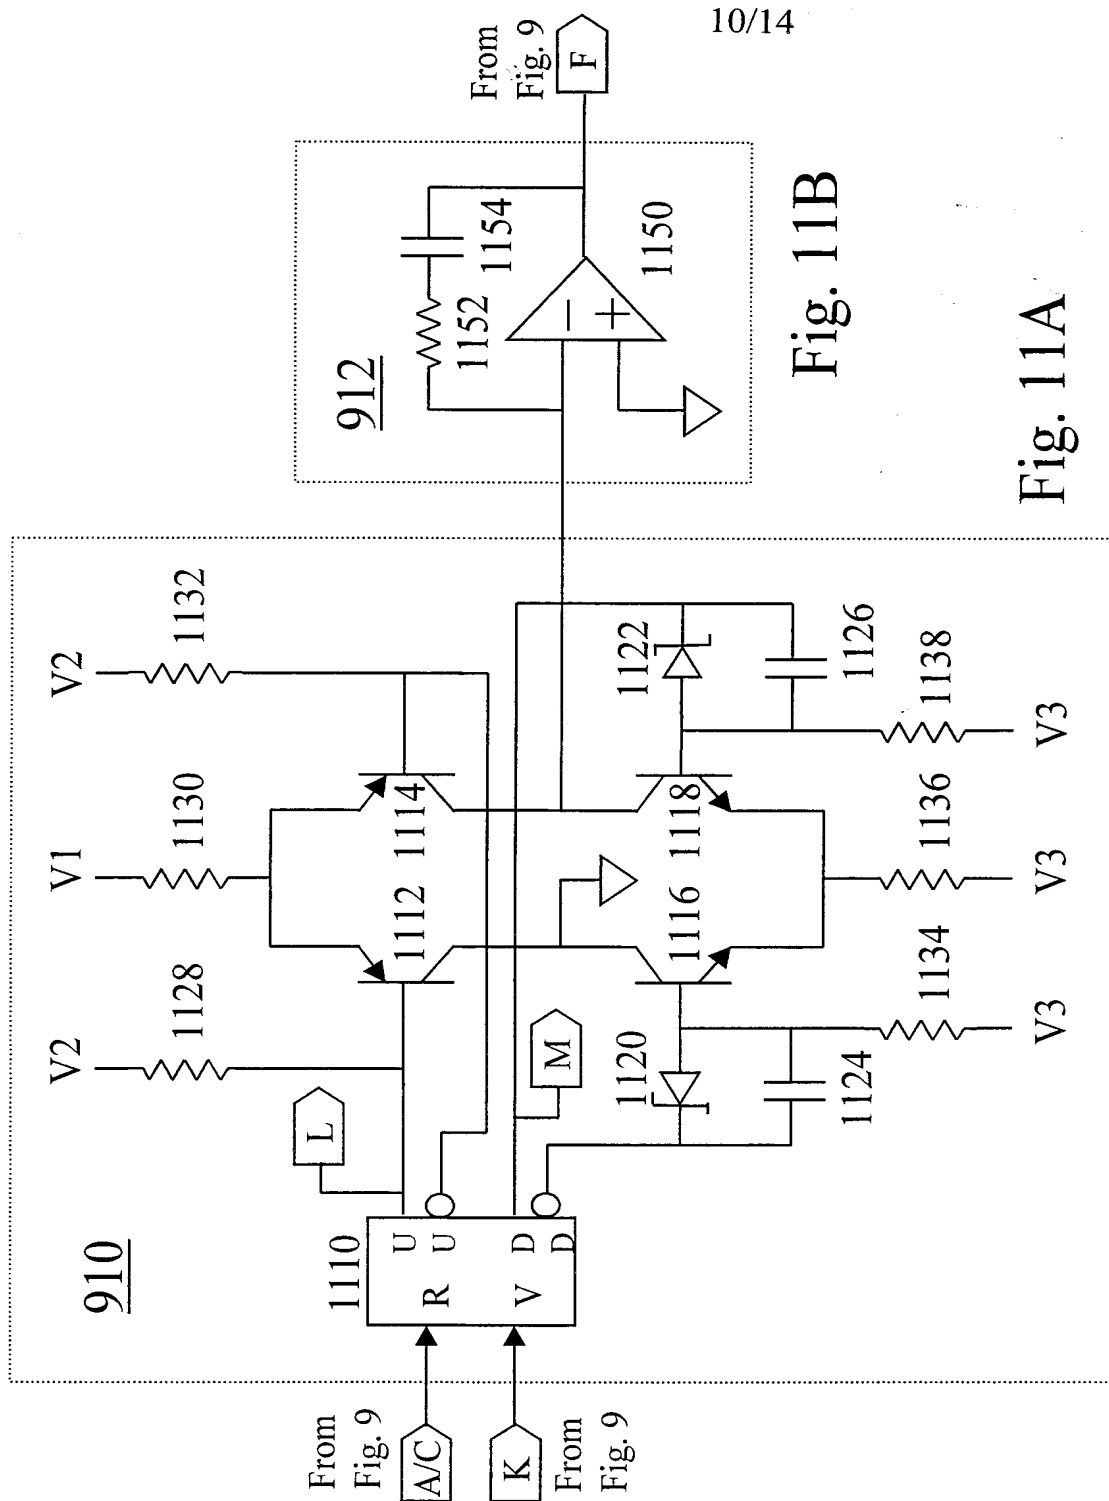 10/14
910
V2
V1
V2
1128
1130
1132
L
1110
U
U
R
D
D
V
From
Fig. 9
A/C
K
From
Fig. 9
M
1112
1114
1116
1118
1120
1122
1124
1126
1134
1136
1138
V3
V3
V3
Fig. 11A
912
1152
1154
−
+
1150
From
Fig. 9
F
Fig. 11B